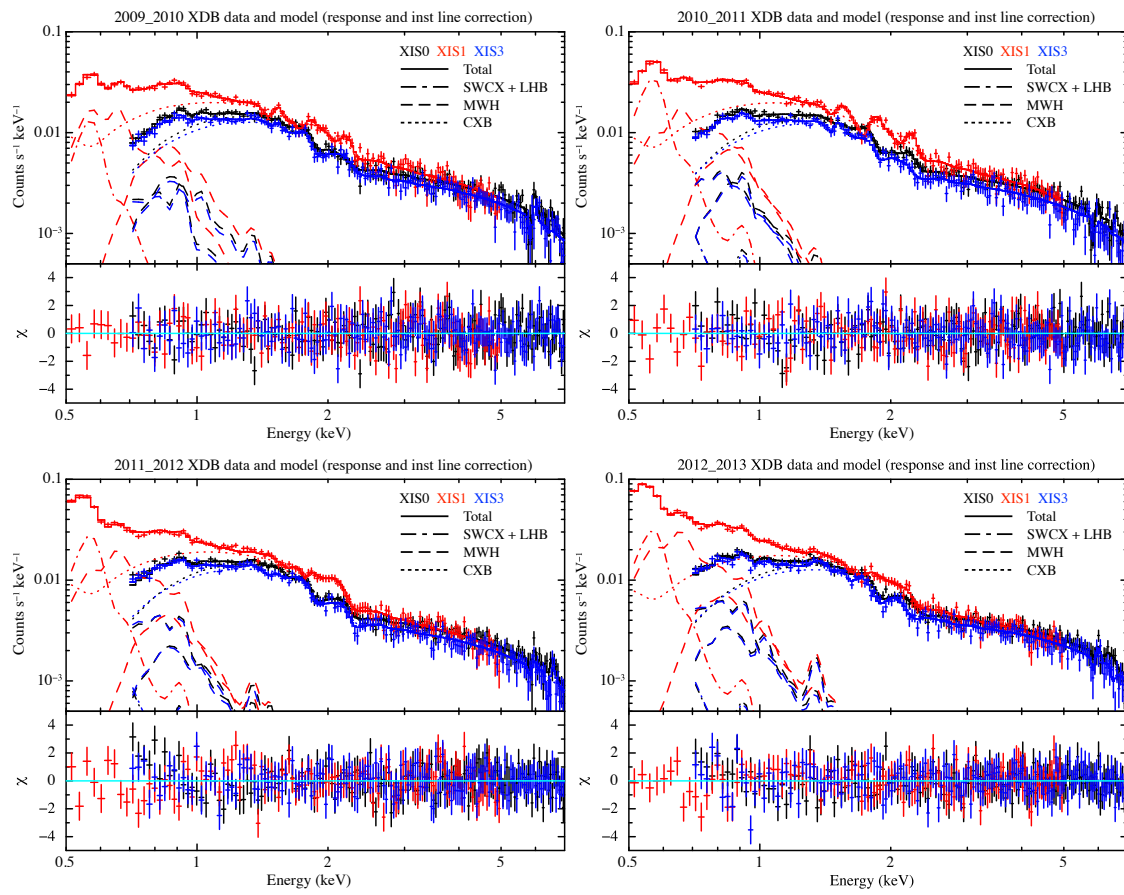 2009_2010 XDB data and model (response and inst line correction)
0.1
0.01
10⁻³
Counts s⁻¹ keV⁻¹
XIS0 XIS1 XIS3
Total
SWCX + LHB
MWH
CXB
4
2
0
−2
−4
χ
0.5 1 2 5
Energy (keV)
2010_2011 XDB data and model (response and inst line correction)
0.1
0.01
10⁻³
Counts s⁻¹ keV⁻¹
XIS0 XIS1 XIS3
Total
SWCX + LHB
MWH
CXB
4
2
0
−2
−4
χ
0.5 1 2 5
Energy (keV)
2011_2012 XDB data and model (response and inst line correction)
0.1
0.01
10⁻³
Counts s⁻¹ keV⁻¹
XIS0 XIS1 XIS3
Total
SWCX + LHB
MWH
CXB
4
2
0
−2
−4
χ
0.5 1 2 5
Energy (keV)
2012_2013 XDB data and model (response and inst line correction)
0.1
0.01
10⁻³
Counts s⁻¹ keV⁻¹
XIS0 XIS1 XIS3
Total
SWCX + LHB
MWH
CXB
4
2
0
−2
−4
χ
0.5 1 2 5
Energy (keV)